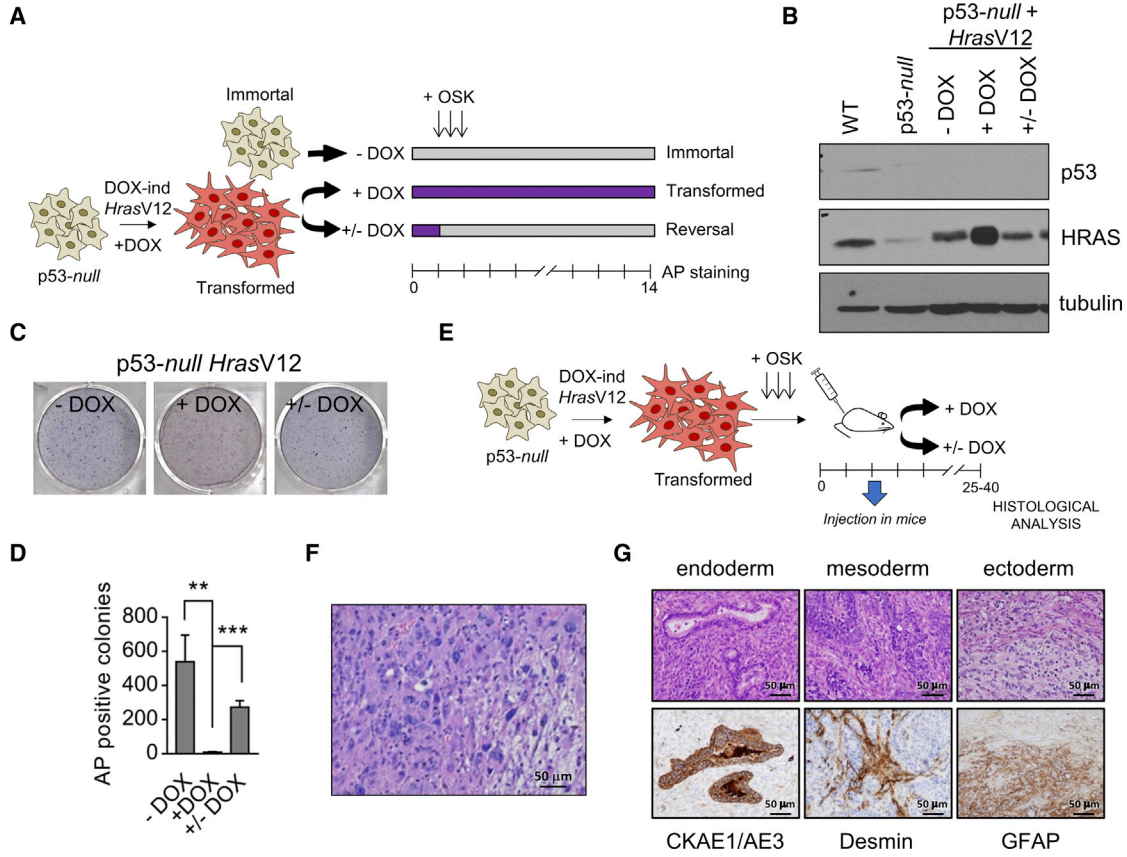 A
Immortal
DOX-ind
HrasV12
+DOX
p53-null
Transformed
+ OSK
- DOX
Immortal
+ DOX
Transformed
+/- DOX
Reversal
AP staining
0
14
B
p53-null +
HrasV12
WT
p53-null
- DOX
+ DOX
+/- DOX
p53
HRAS
tubulin
C
p53-null HrasV12
- DOX
+ DOX
+/- DOX
E
DOX-ind
HrasV12
+ DOX
p53-null
Transformed
+ OSK
+ DOX
+/- DOX
0
25-40
Injection in mice
HISTOLOGICAL
ANALYSIS
D
AP positive colonies
800
600
400
200
0
**
***
- DOX
+DOX
+/- DOX
F
50 μm
G
endoderm
mesoderm
ectoderm
50 μm
50 μm
50 μm
50 μm
50 μm
50 μm
CKAE1/AE3
Desmin
GFAP